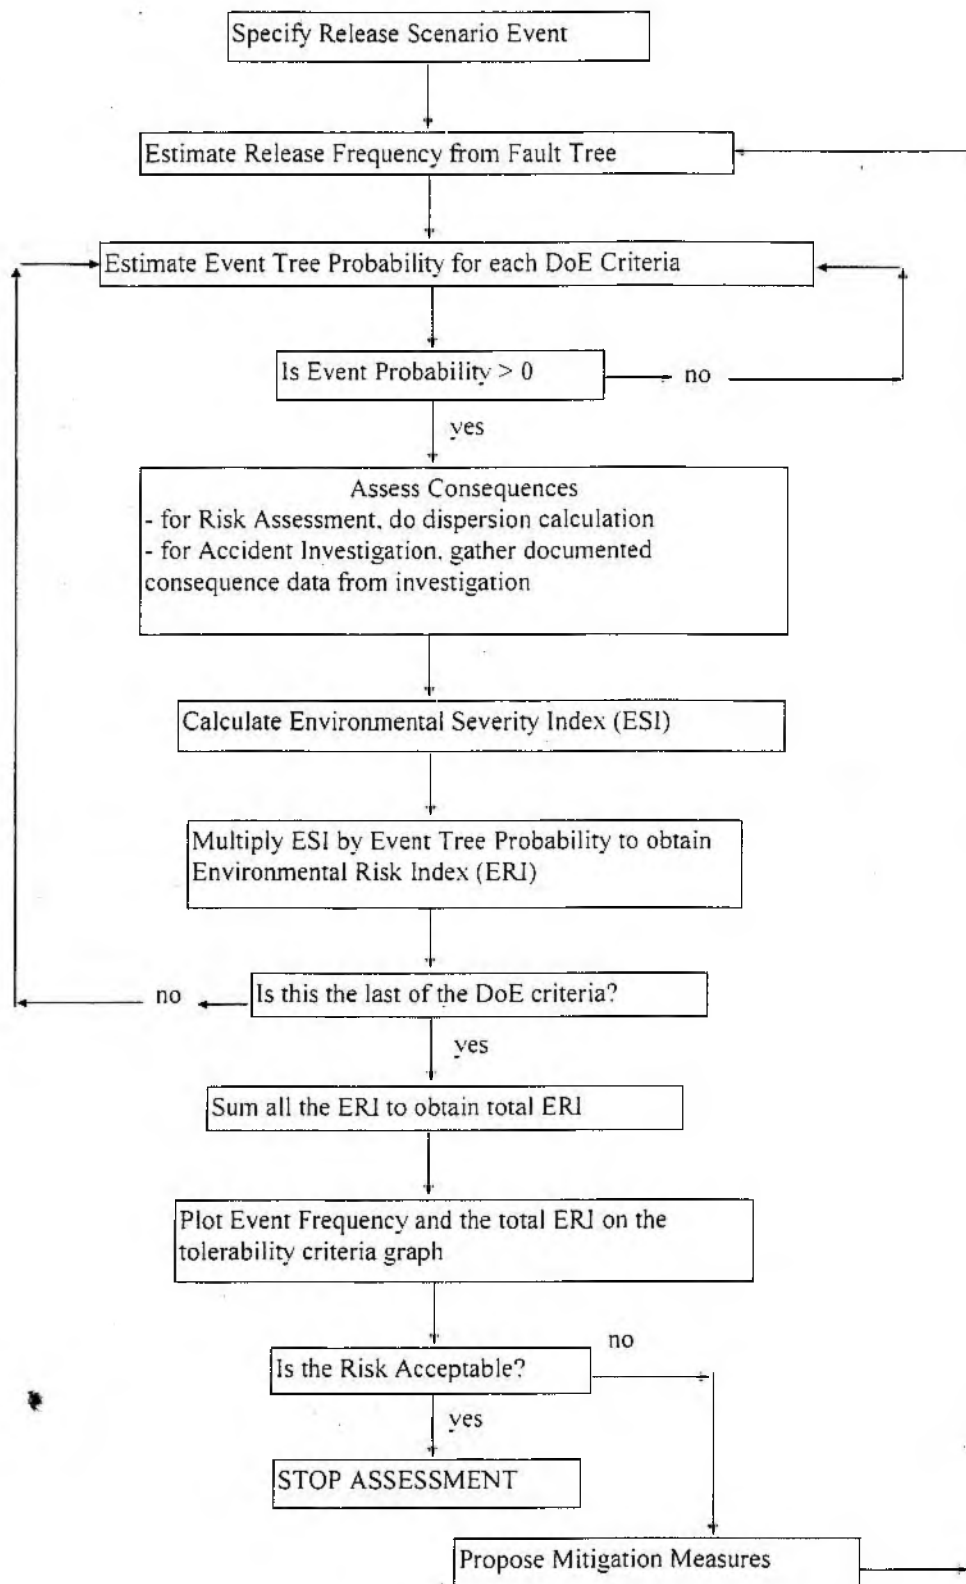 Specify Release Scenario Event
Estimate Release Frequency from Fault Tree
Estimate Event Tree Probability for each DoE Criteria
Is Event Probability > 0
no
yes
Assess Consequences
- for Risk Assessment, do dispersion calculation
- for Accident Investigation, gather documented
consequence data from investigation
Calculate Environmental Severity Index (ESI)
Multiply ESI by Event Tree Probability to obtain
Environmental Risk Index (ERI)
Is this the last of the DoE criteria?
no
yes
Sum all the ERI to obtain total ERI
Plot Event Frequency and the total ERI on the
tolerability criteria graph
Is the Risk Acceptable?
no
yes
STOP ASSESSMENT
Propose Mitigation Measures